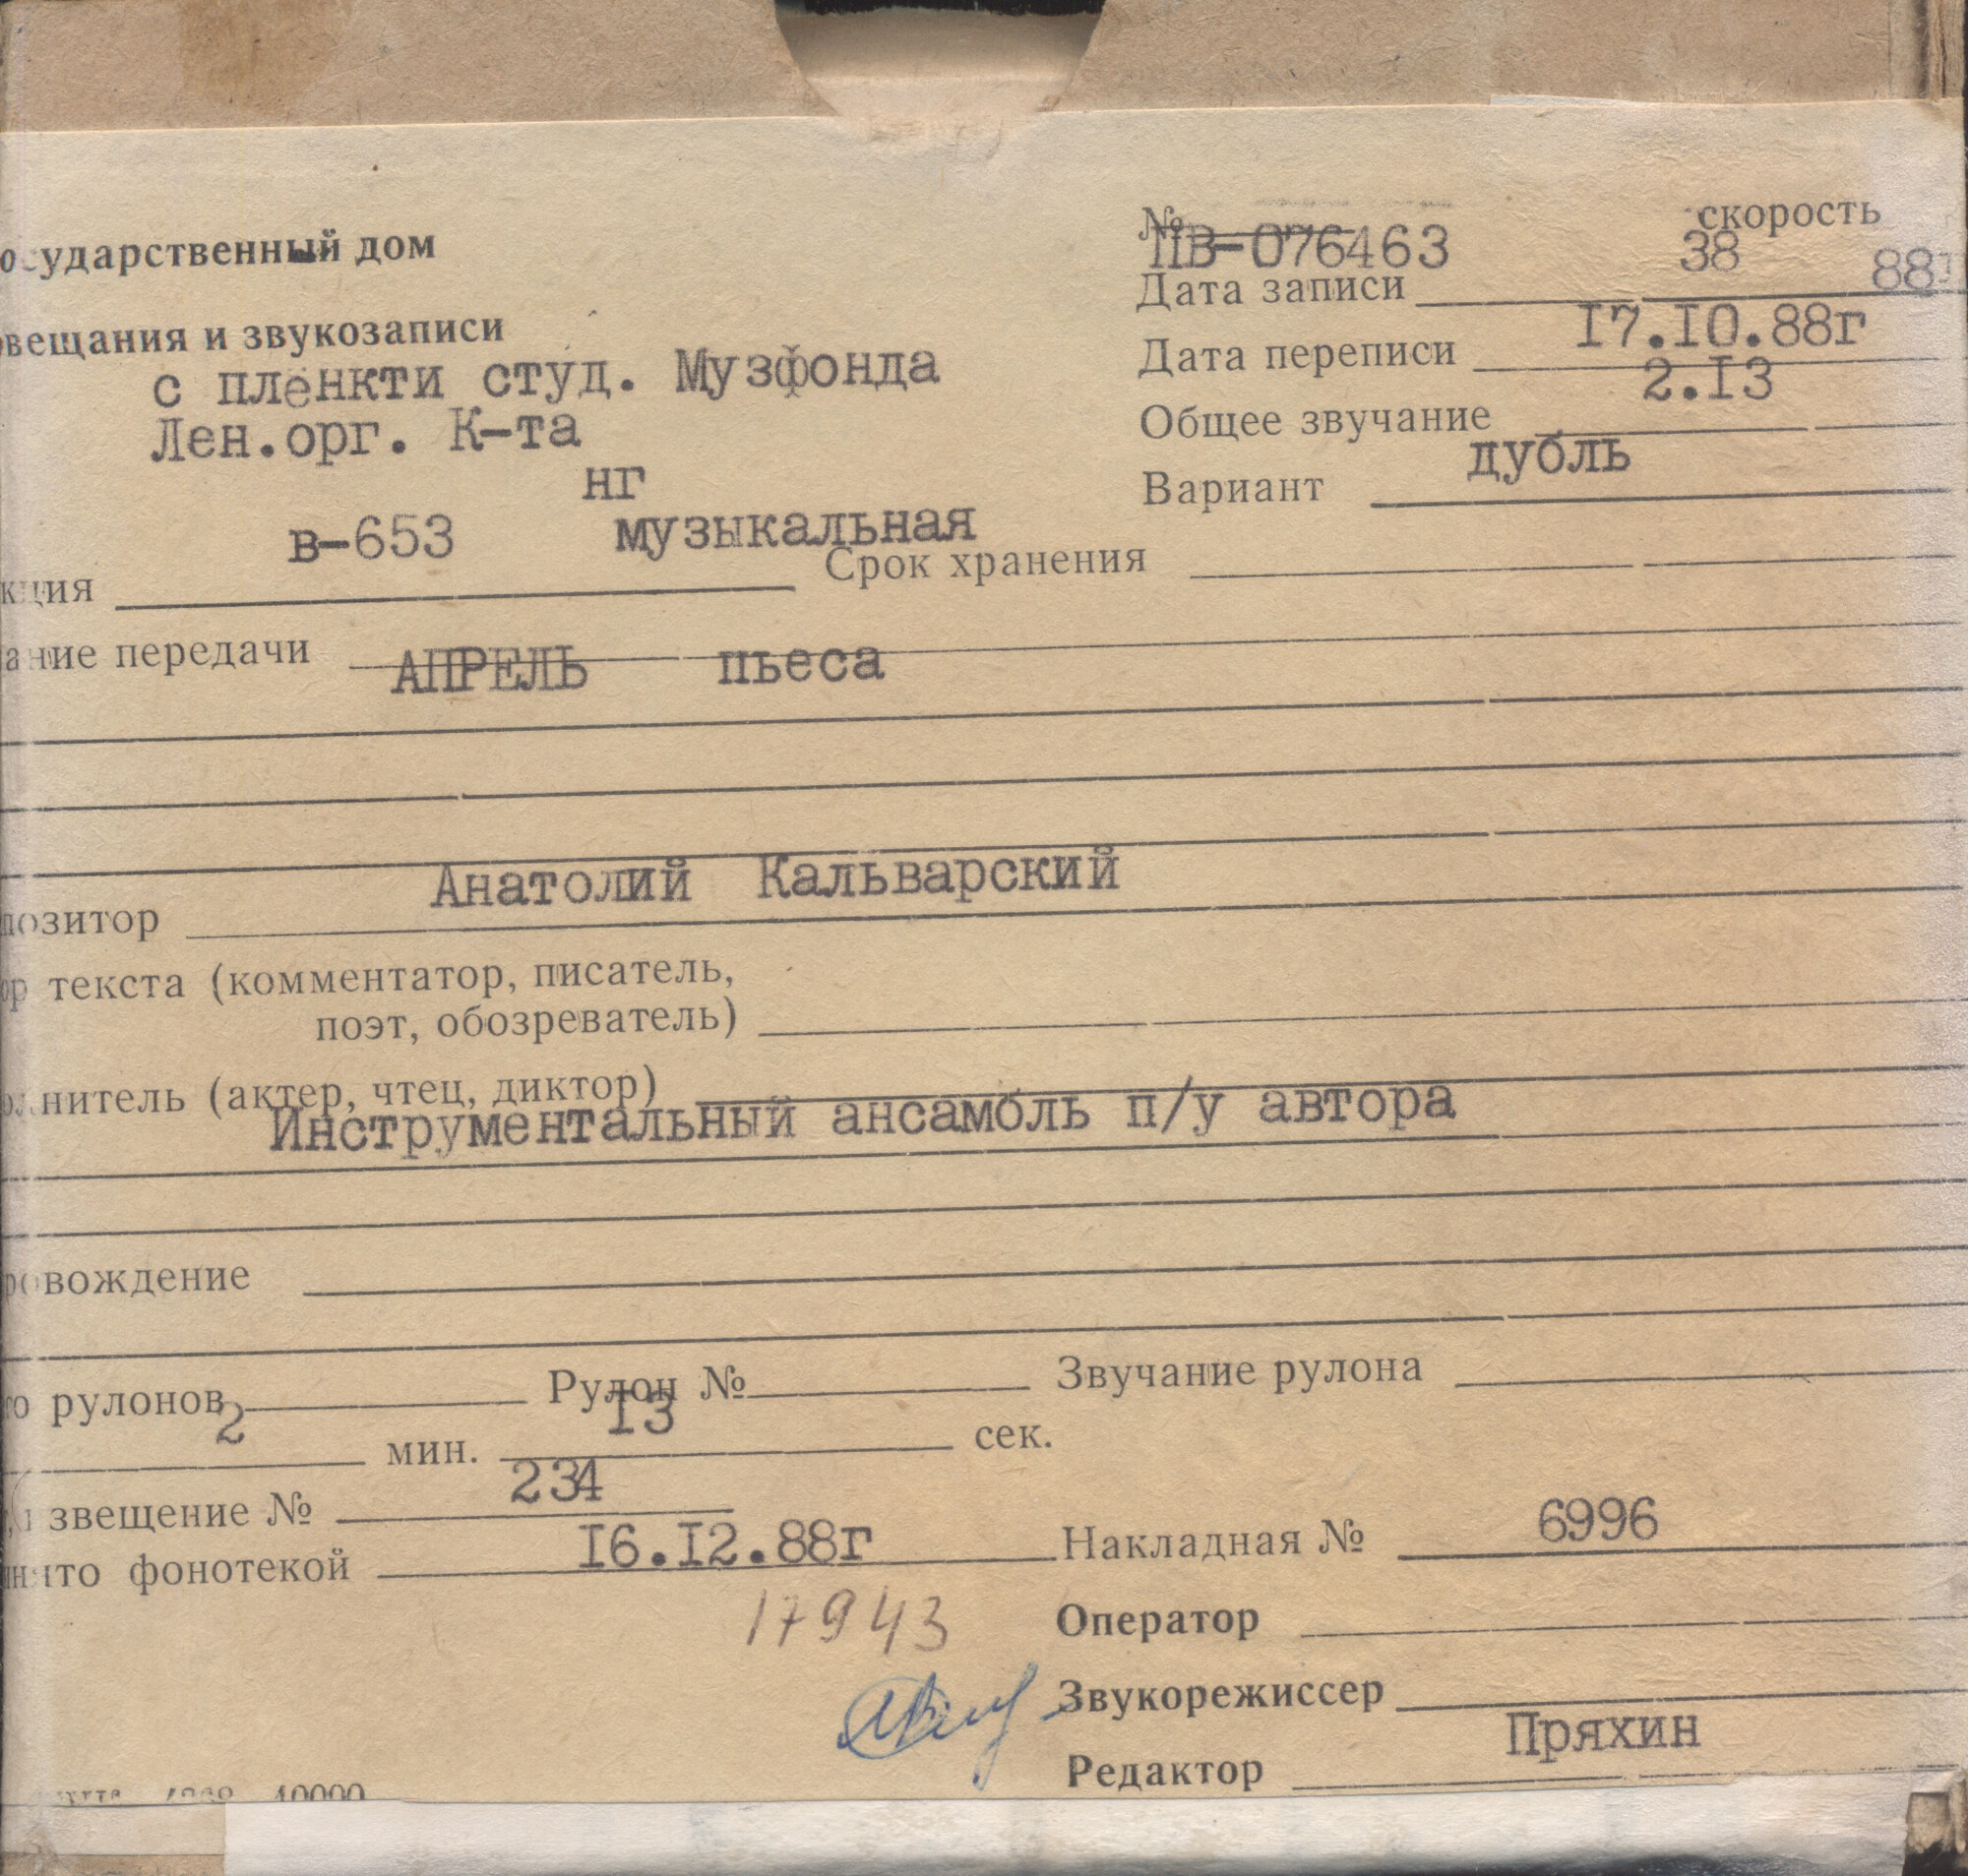 осударственный дом
№ скорость
ПВ-076463 38 88г
вещания и звукозаписи
Дата записи
с плёнкти студ. Музфонда
17.10.88г
Дата переписи
Лен.орг. К-та
2.13
Общее звучание
нг
дубль
Вариант
в-653 музыкальная
кция Срок хранения
ание передачи АПРЕЛЬ пьеса
Анатолий Кальварский
позитор
ор текста (комментатор, писатель,
поэт, обозреватель)
олнитель (актер, чтец, диктор)
Инструментальный ансамбль п/у автора
ровождение
го рулонов Рулон № Звучание рулона
2 мин. 13 сек.
звещение № 234
Накладная № 6996
нято фонотекой 16.12.88г
17943
Оператор
Звукорежиссер
Пряхин
Редактор